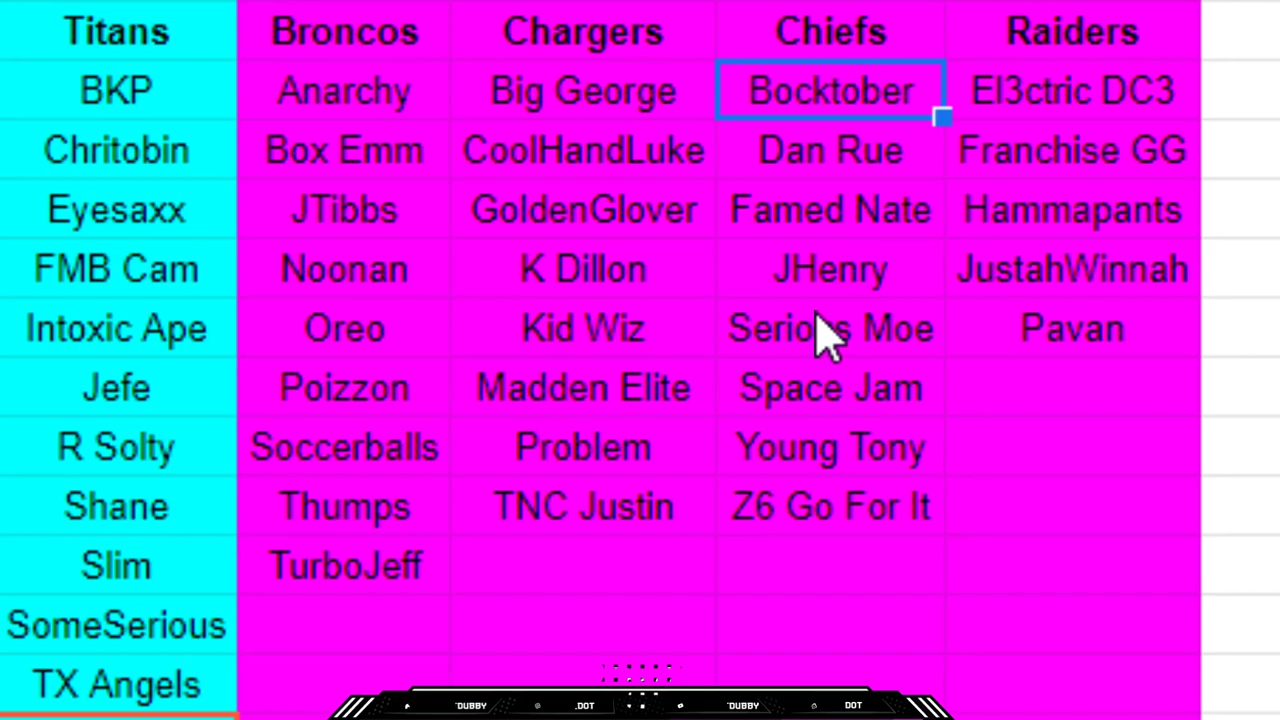 Titans Broncos Chargers Chiefs Raiders
BKP Anarchy Big George Bocktober El3ctric DC3
Chritobin Box Emm CoolHandLuke Dan Rue Franchise GG
Eyesaxx JTibbs GoldenGlover Famed Nate Hammapants
FMB Cam Noonan K Dillon JHenry JustahWinnah
Intoxic Ape Oreo Kid Wiz Serious Moe Pavan
Jefe Poizzon Madden Elite Space Jam
R Solty Soccerballs Problem Young Tony
Shane Thumps TNC Justin Z6 Go For It
Slim TurboJeff
SomeSerious
TX Angels
DUBBY .DOT DUBBY DOT